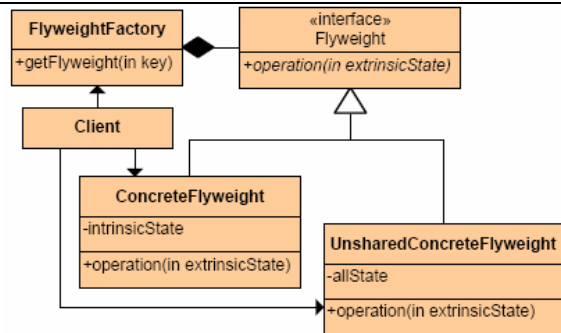 FlyweightFactory
+getFlyweight(in key)
«interface»
Flyweight
+operation(in extrinsicState)
Client
ConcreteFlyweight
-intrinsicState
+operation(in extrinsicState)
UnsharedConcreteFlyweight
-allState
+operation(in extrinsicState)